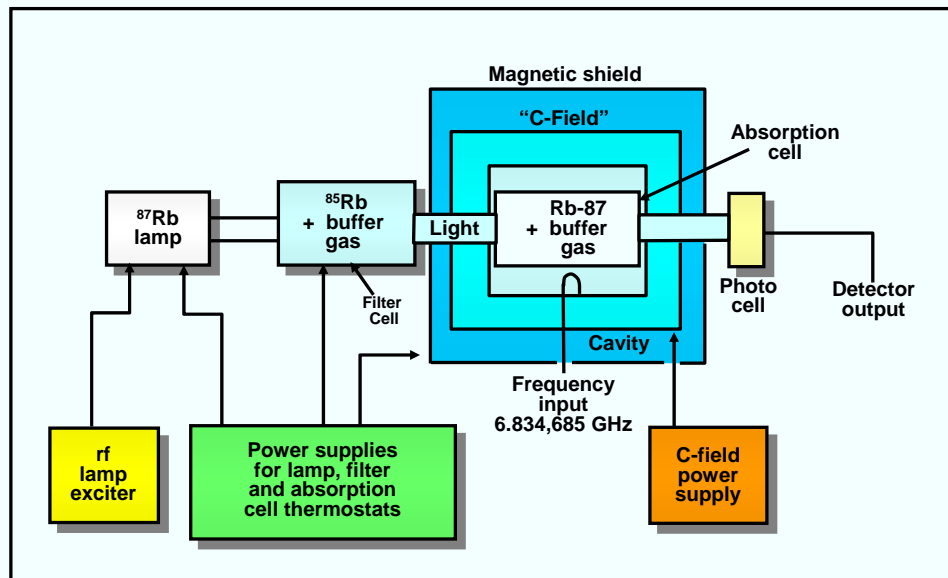 Magnetic shield
“C-Field”
Absorption
cell
⁸⁷Rb
lamp
⁸⁵Rb
+ buffer
gas
Light
Rb-87
+ buffer
gas
Filter
Cell
Photo
cell
Detector
output
Cavity
Frequency
input
6.834,685 GHz
rf
lamp
exciter
Power supplies
for lamp, filter
and absorption
cell thermostats
C-field
power
supply